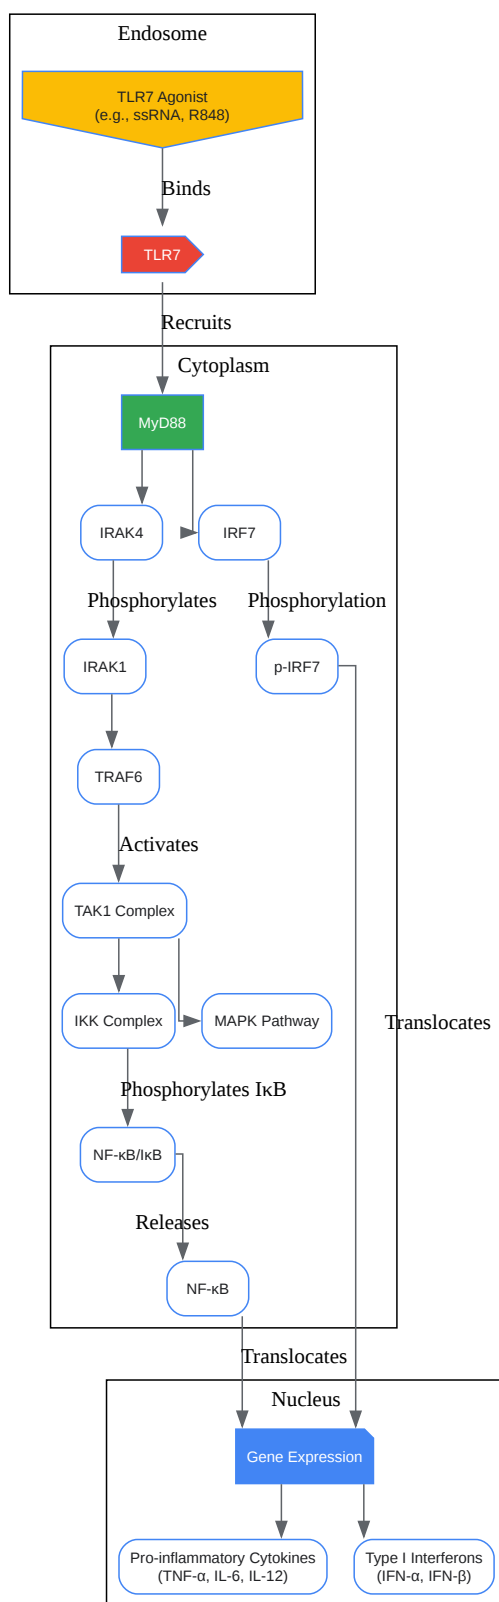 Endosome
TLR7 Agonist
(e.g., ssRNA, R848)
Binds
TLR7
Recruits
Cytoplasm
MyD88
IRAK4
IRF7
Phosphorylates
Phosphorylation
IRAK1
p-IRF7
TRAF6
Activates
TAK1 Complex
IKK Complex
MAPK Pathway
Translocates
Phosphorylates IκB
NF-κB/IκB
Releases
NF-κB
Translocates
Nucleus
Gene Expression
Pro-inflammatory Cytokines
(TNF-α, IL-6, IL-12)
Type I Interferons
(IFN-α, IFN-β)